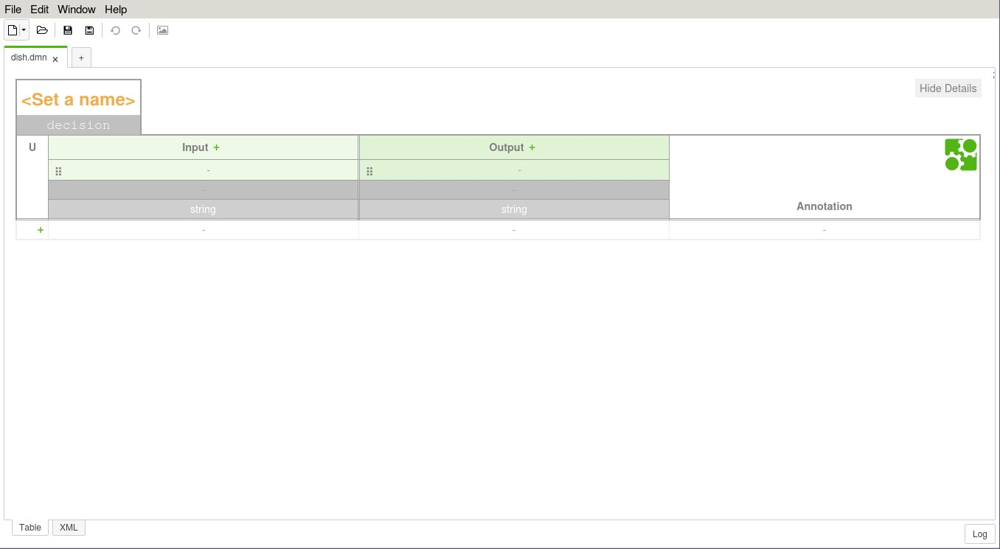 File Edit Window Help
dish.dmn × +
<Set a name>
Hide Details
decision
U Input + Output +
- -
- -
string string Annotation
+ - - -
Table XML
Log